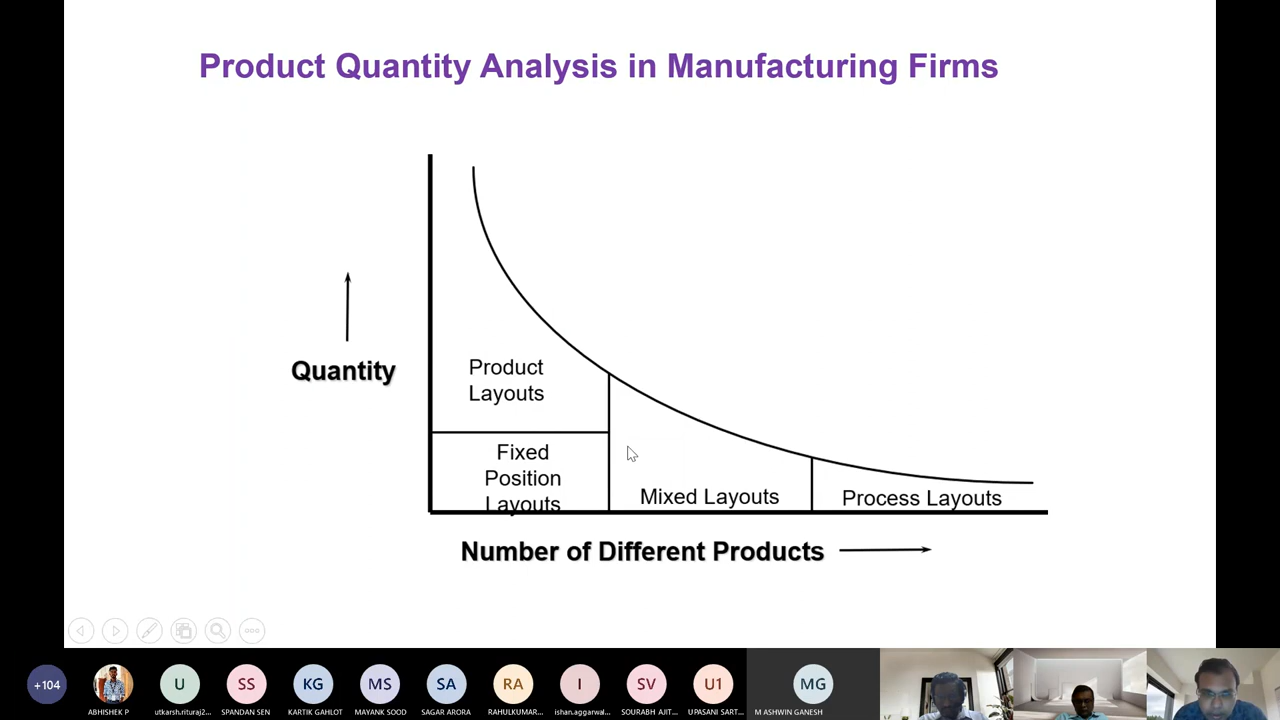 Product Quantity Analysis in Manufacturing Firms
Quantity
Product
Layouts
Fixed
Position
Layouts
Mixed Layouts
Process Layouts
Number of Different Products
+104
U
SS
KG
MS
SA
RA
I
SV
U1
MG
ABHISHEK P
utkarsh.rituraj2...
SPANDAN SEN
KARTIK GAHLOT
MAYANK SOOD
SAGAR ARORA
RAHULKUMAR...
ishan.aggarwal...
SOURABH AJIT...
UPASANI SART...
M ASHWIN GANESH